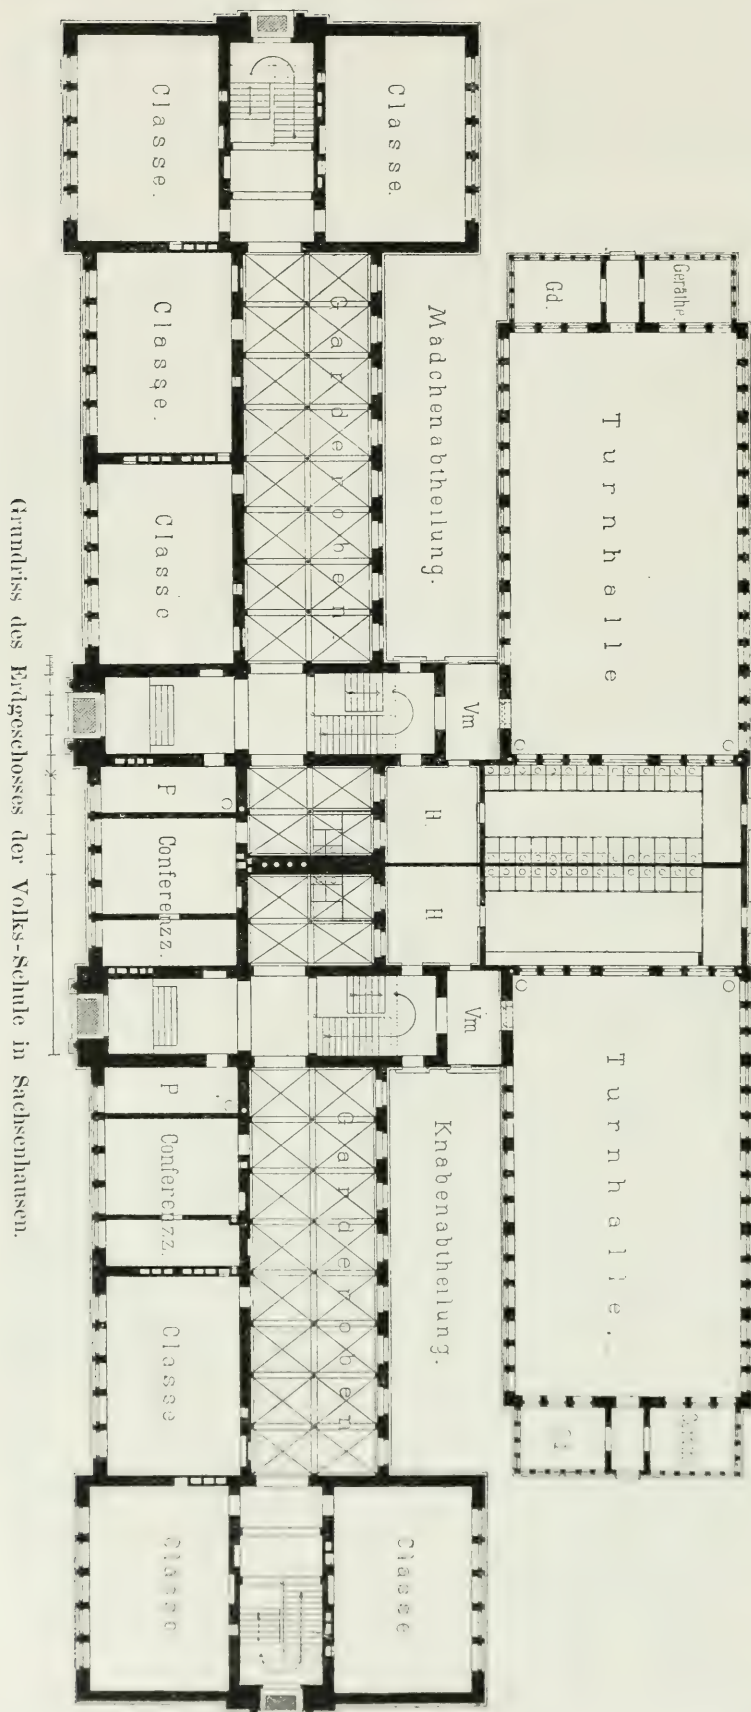 Classe.
Classe.
Gd.
Geräthe.
Classe.
Garderoben
Mädchenabtheilung.
Turnhalle
Classe
Vm
P
Conferenzz.
H.
H
Vm
P
Conferenzz.
Garderoben.
Knabenabtheilung.
Turnhalle.
Classe
Classe
Classe
Grundriss des Erdgeschosses der Volks-Schule in Sachsenhausen.